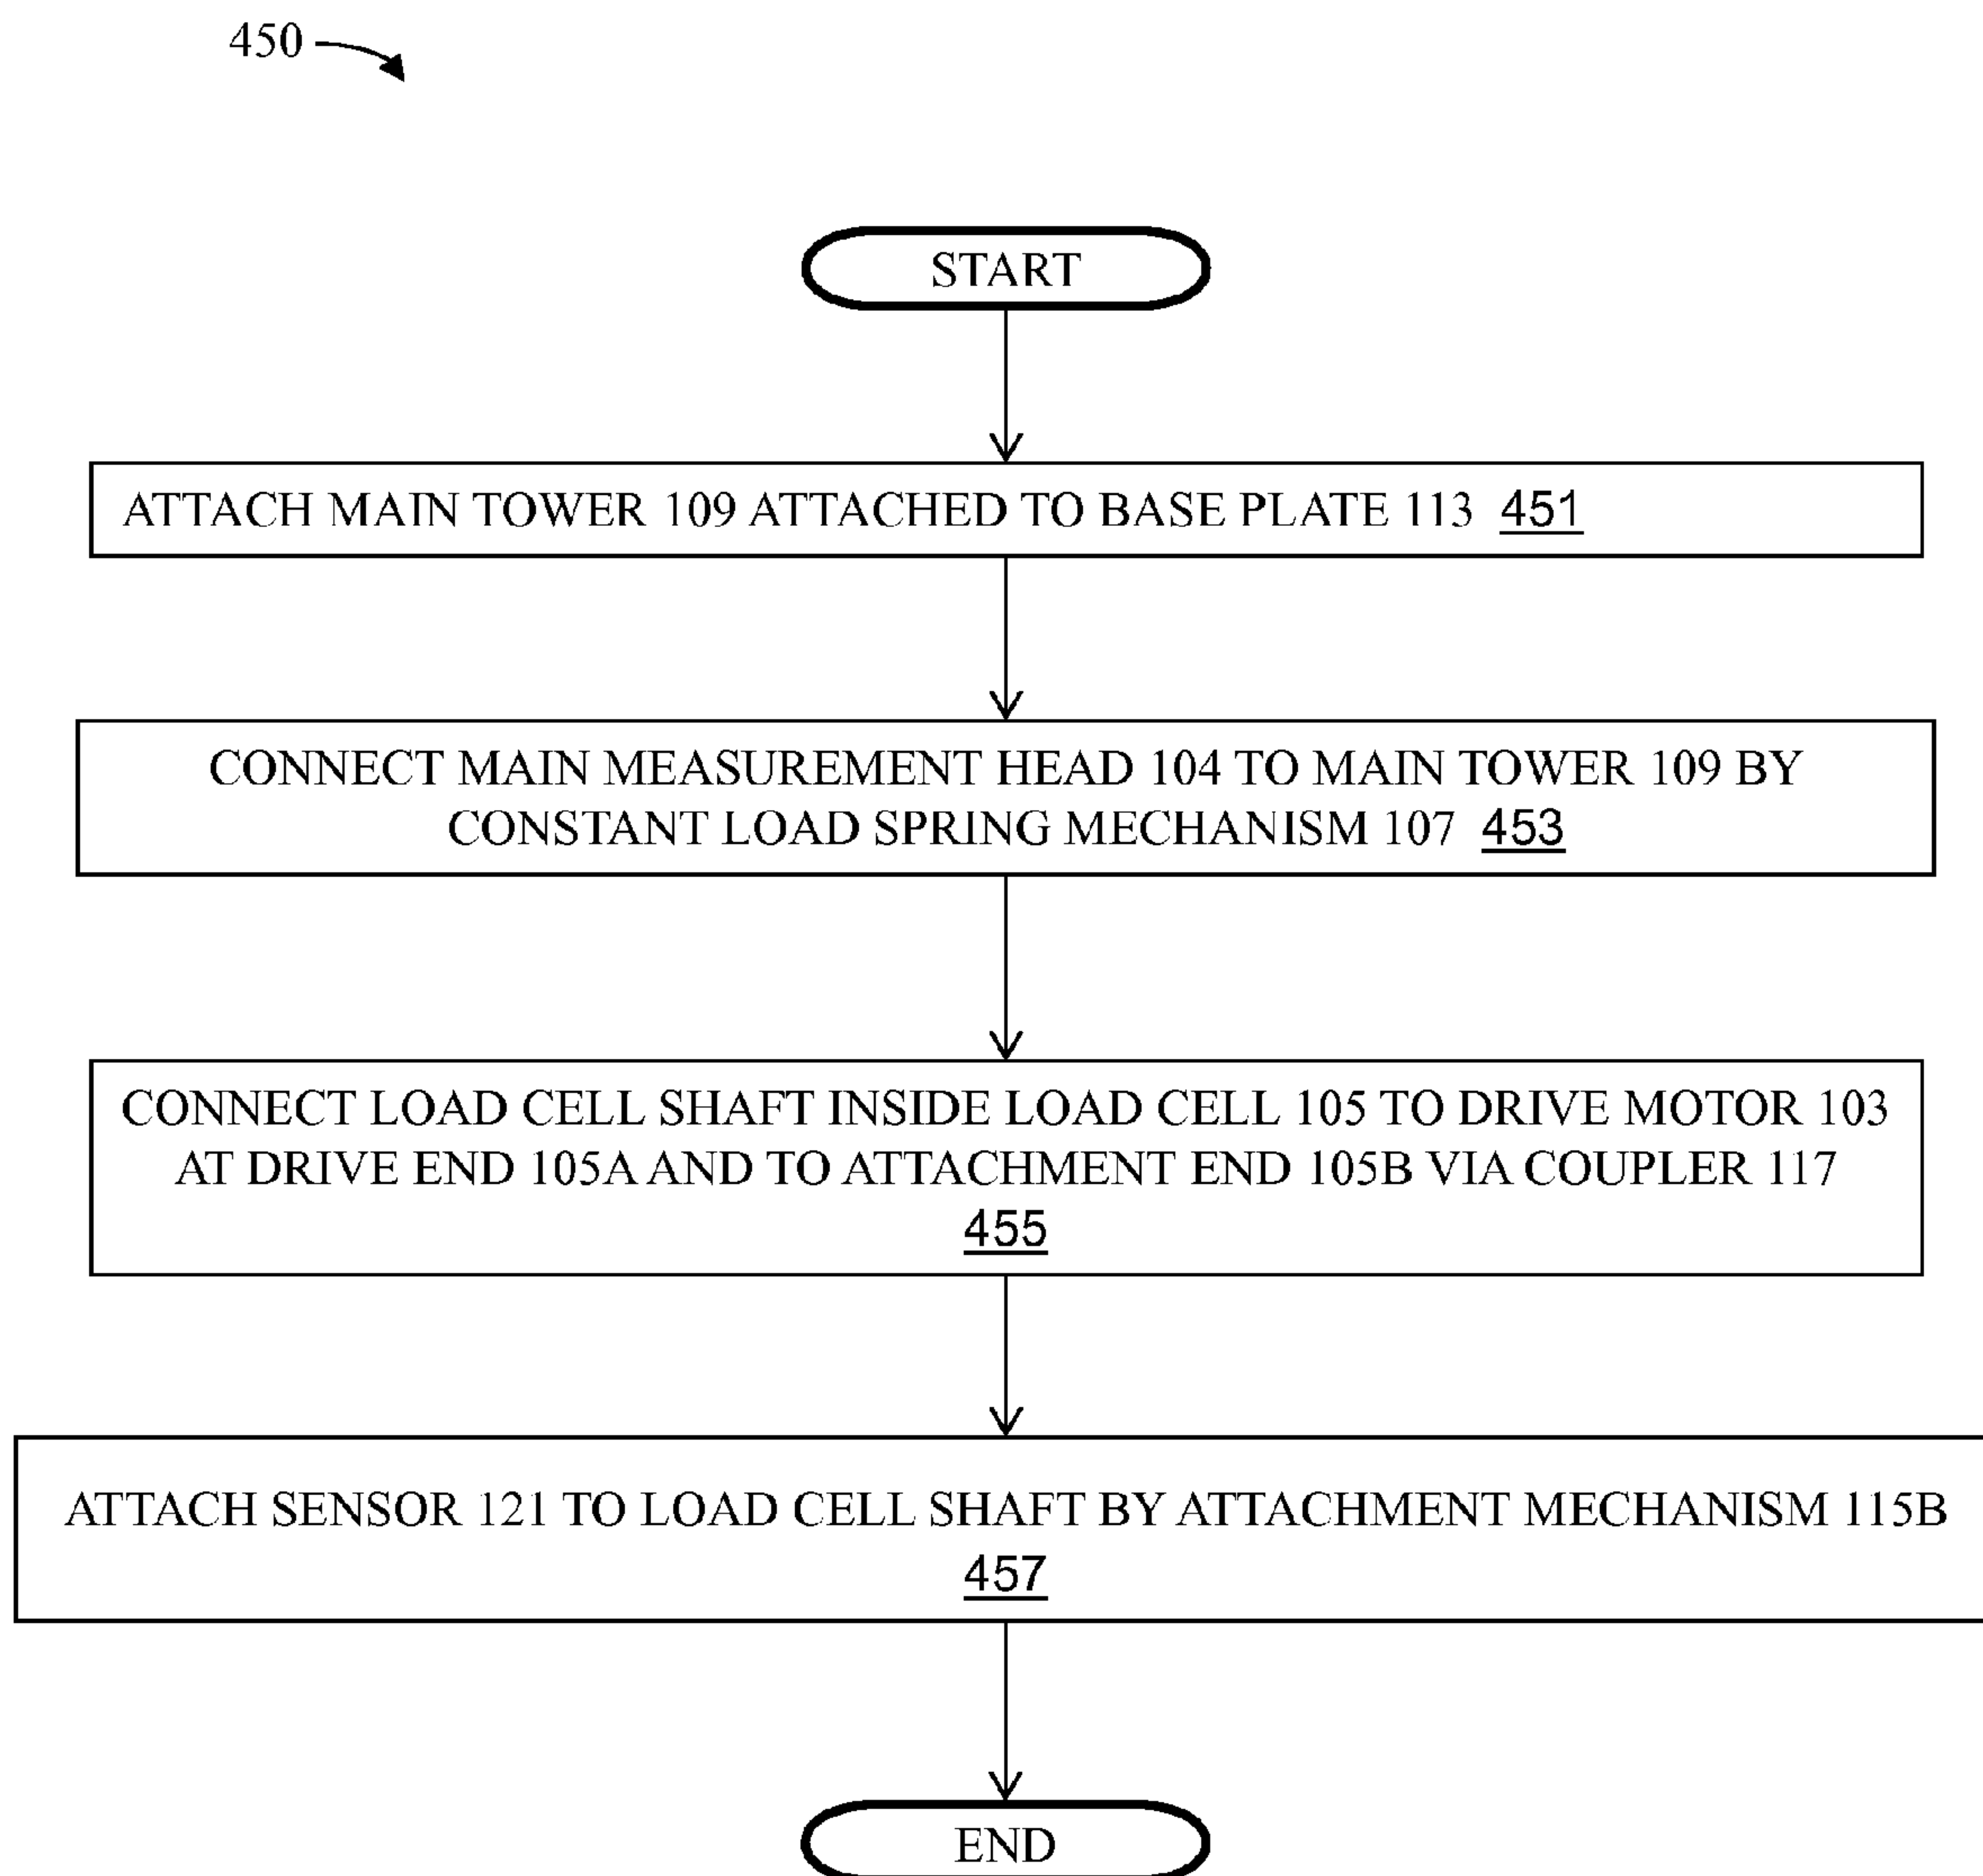 450
START
ATTACH MAIN TOWER 109 ATTACHED TO BASE PLATE 113 451
CONNECT MAIN MEASUREMENT HEAD 104 TO MAIN TOWER 109 BY
CONSTANT LOAD SPRING MECHANISM 107 453
CONNECT LOAD CELL SHAFT INSIDE LOAD CELL 105 TO DRIVE MOTOR 103
AT DRIVE END 105A AND TO ATTACHMENT END 105B VIA COUPLER 117
455
ATTACH SENSOR 121 TO LOAD CELL SHAFT BY ATTACHMENT MECHANISM 115B
457
END